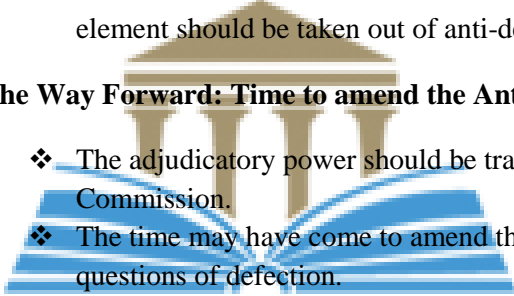 element should be taken out of anti-de
he Way Forward: Time to amend the Ant
❖ The adjudicatory power should be tra
Commission.
❖ The time may have come to amend th
questions of defection.